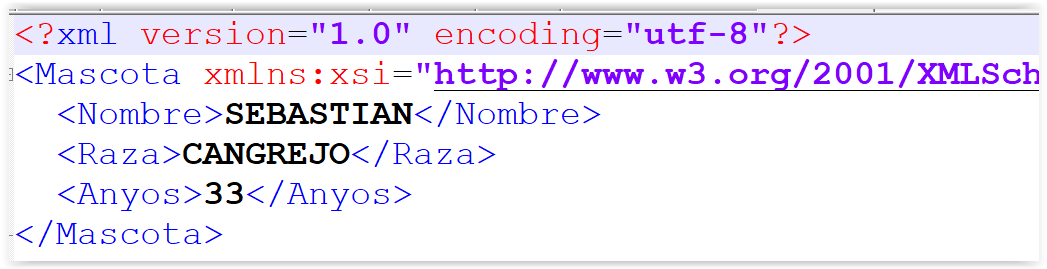 <?xml version="1.0" encoding="utf-8"?>
<Mascota xmlns:xsi="http://www.w3.org/2001/XMLSch
<Nombre>SEBASTIAN</Nombre>
<Raza>CANGREJO</Raza>
<Anyos>33</Anyos>
</Mascota>